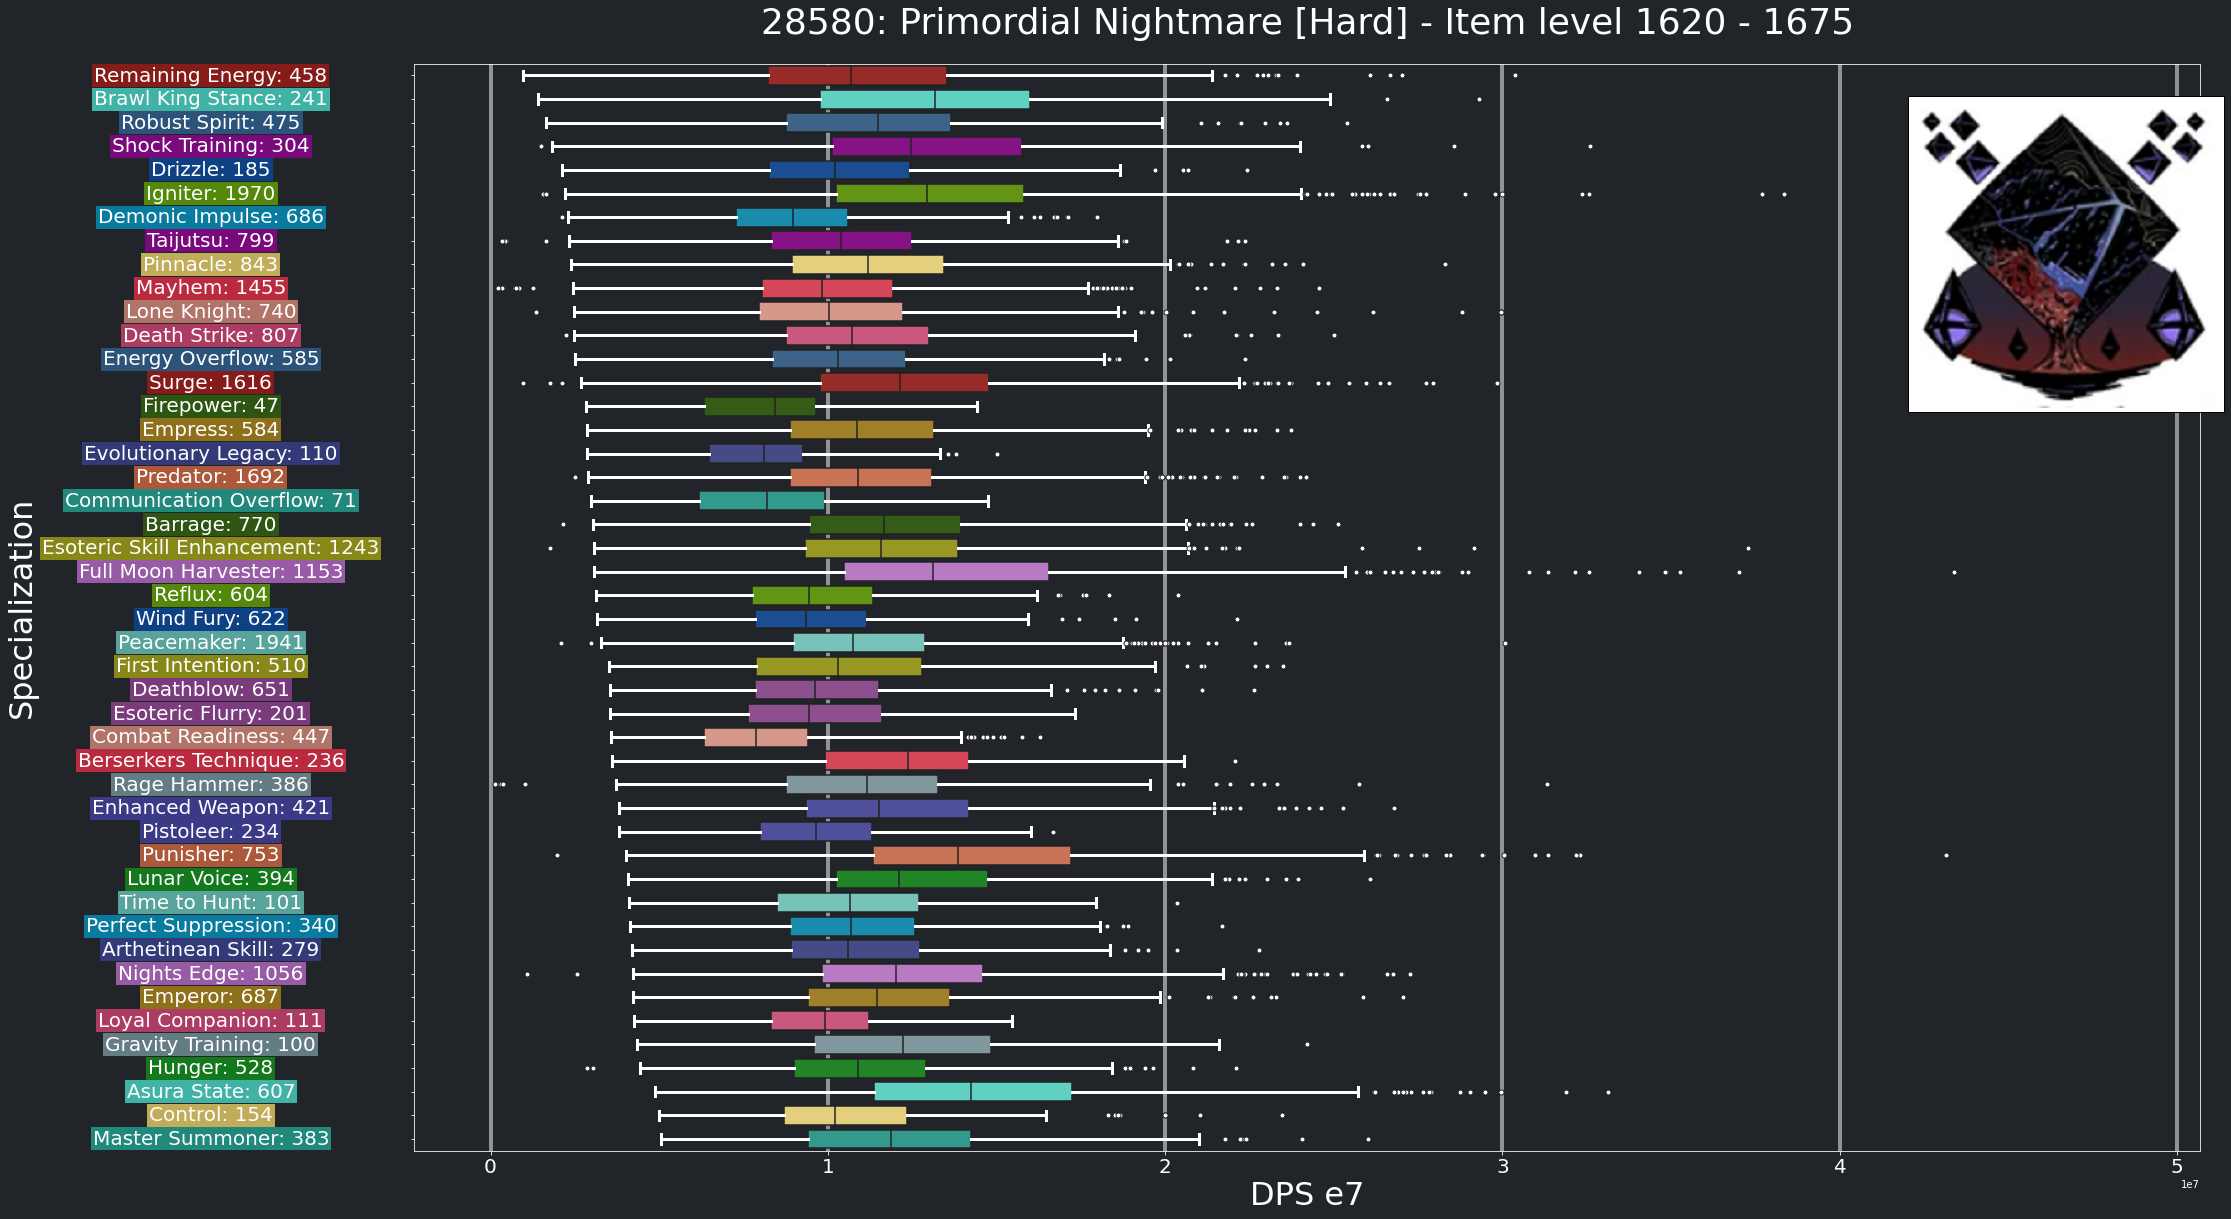 28580: Primordial Nightmare [Hard] - Item level 1620 - 1675
Remaining Energy: 458
Brawl King Stance: 241
Robust Spirit: 475
Shock Training: 304
Drizzle: 185
Igniter: 1970
Demonic Impulse: 686
Taijutsu: 799
Pinnacle: 843
Mayhem: 1455
Lone Knight: 740
Death Strike: 807
Energy Overflow: 585
Surge: 1616
Firepower: 47
Empress: 584
Evolutionary Legacy: 110
Predator: 1692
Communication Overflow: 71
Barrage: 770
Esoteric Skill Enhancement: 1243
Full Moon Harvester: 1153
Reflux: 604
Wind Fury: 622
Peacemaker: 1941
First Intention: 510
Deathblow: 651
Esoteric Flurry: 201
Combat Readiness: 447
Berserkers Technique: 236
Rage Hammer: 386
Enhanced Weapon: 421
Pistoleer: 234
Punisher: 753
Lunar Voice: 394
Time to Hunt: 101
Perfect Suppression: 340
Arthetinean Skill: 279
Nights Edge: 1056
Emperor: 687
Loyal Companion: 111
Gravity Training: 100
Hunger: 528
Asura State: 607
Control: 154
Master Summoner: 383
Specialization
0 1 2 3 4 5
1e7
DPS e7